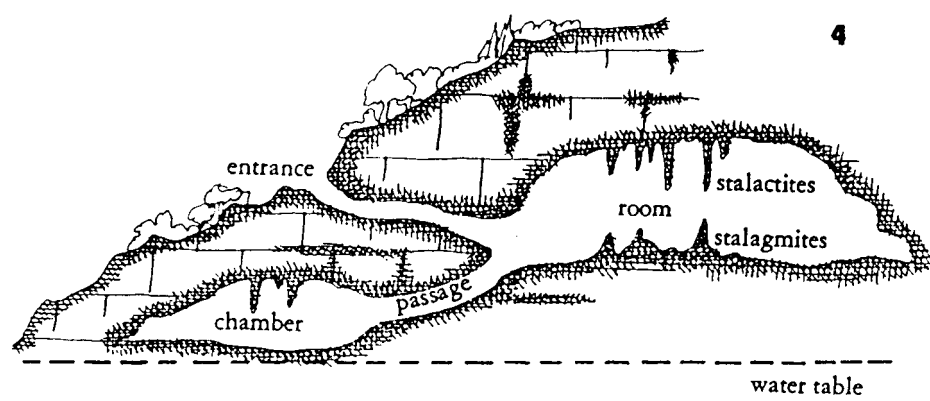 4
entrance
stalactites
room
stalagmites
passage
chamber
water table